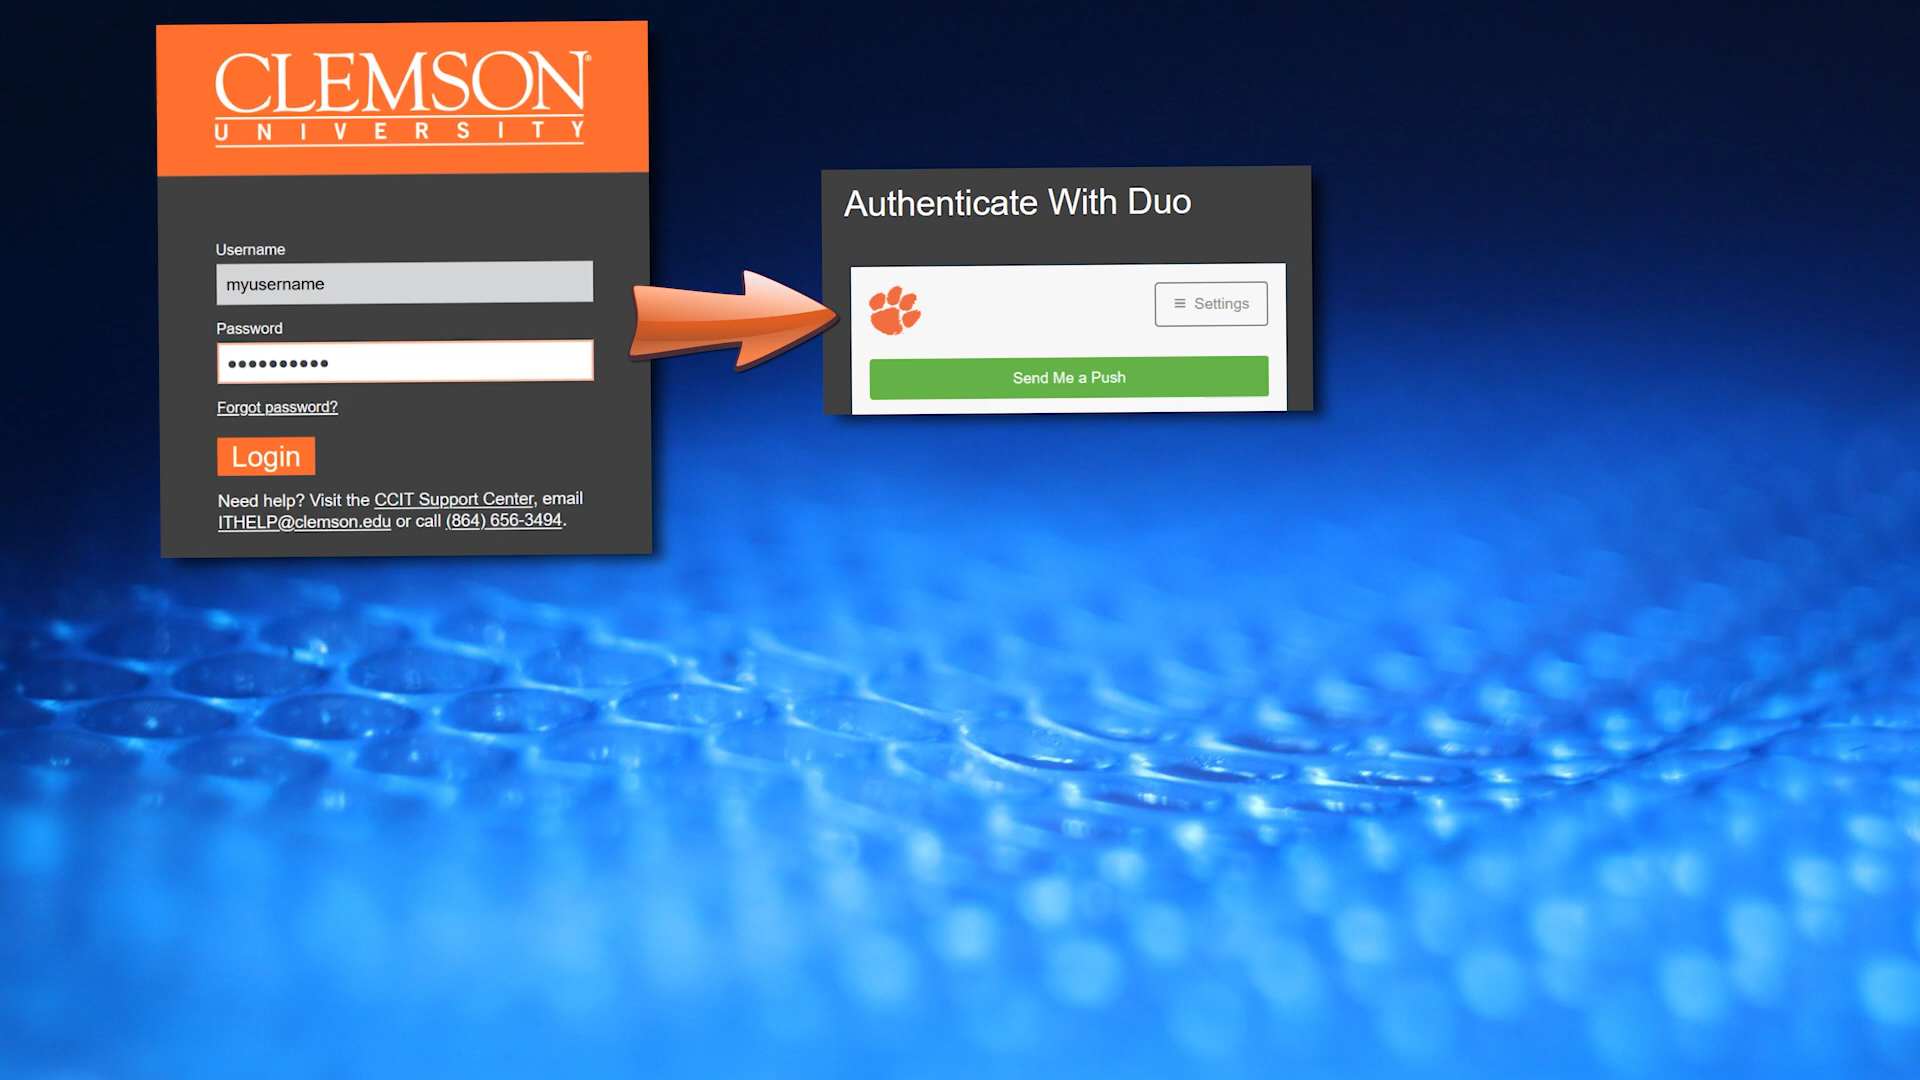 CLEMSON®
UNIVERSITY
Username
myusername
Password
Forgot password?
Login
Need help? Visit the CCIT Support Center, email
ITHELP@clemson.edu or call (864) 656-3494.
Authenticate With Duo
Settings
Send Me a Push